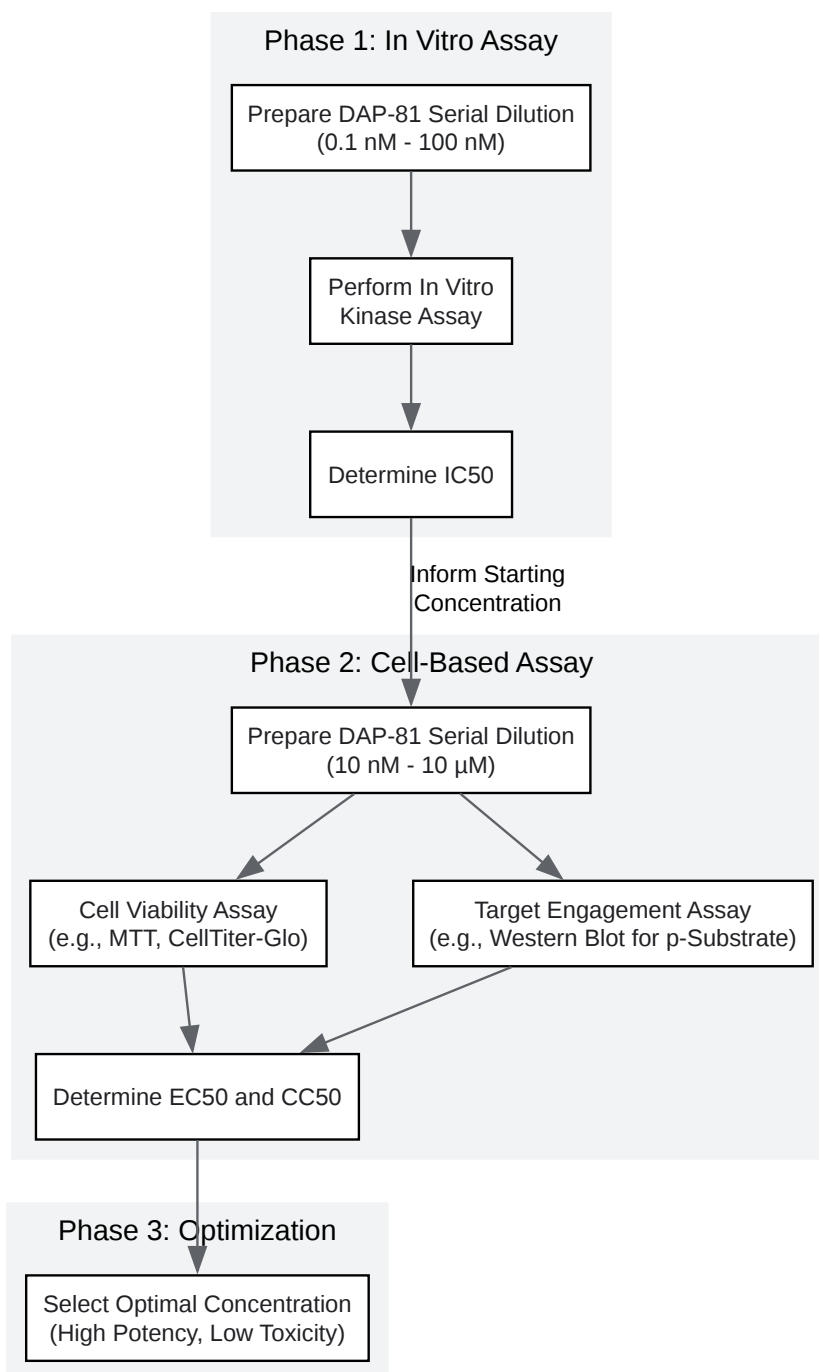 Phase 1: In Vitro Assay
Prepare DAP-81 Serial Dilution
(0.1 nM - 100 nM)
Perform In Vitro
Kinase Assay
Determine IC50
Inform Starting
Concentration
Phase 2: Cell-Based Assay
Prepare DAP-81 Serial Dilution
(10 nM - 10 µM)
Cell Viability Assay
(e.g., MTT, CellTiter-Glo)
Target Engagement Assay
(e.g., Western Blot for p-Substrate)
Determine EC50 and CC50
Phase 3: Optimization
Select Optimal Concentration
(High Potency, Low Toxicity)